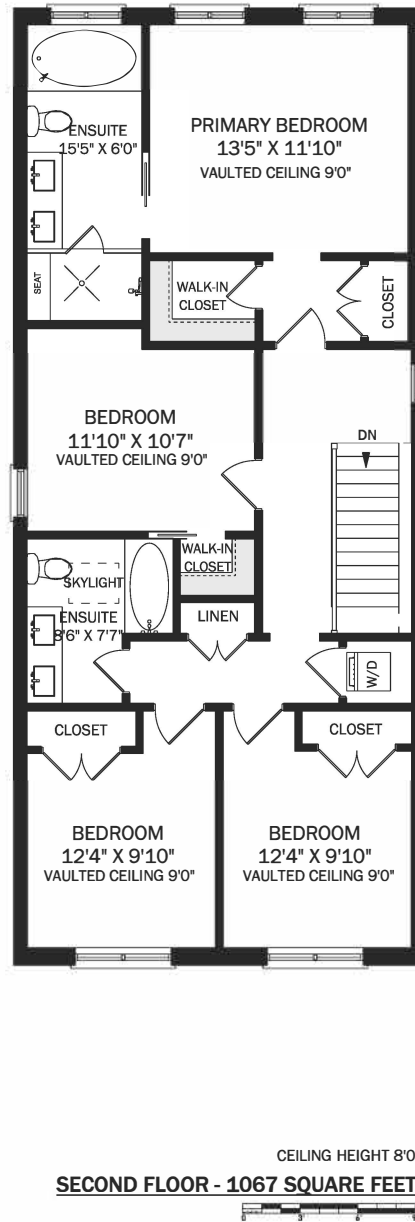 ENSUITE
15'5" X 6'0"
PRIMARY BEDROOM
13'5" X 11'10"
VAULTED CEILING 9'0"
SEAT
WALK-IN
CLOSET
CLOSET
BEDROOM
11'10" X 10'7"
VAULTED CEILING 9'0"
DN
SKYLIGHT
ENSUITE
8'6" X 7'7"
WALK-IN
CLOSET
LINEN
W/D
CLOSET
CLOSET
BEDROOM
12'4" X 9'10"
VAULTED CEILING 9'0"
BEDROOM
12'4" X 9'10"
VAULTED CEILING 9'0"
CEILING HEIGHT 8'0
SECOND FLOOR - 1067 SQUARE FEET